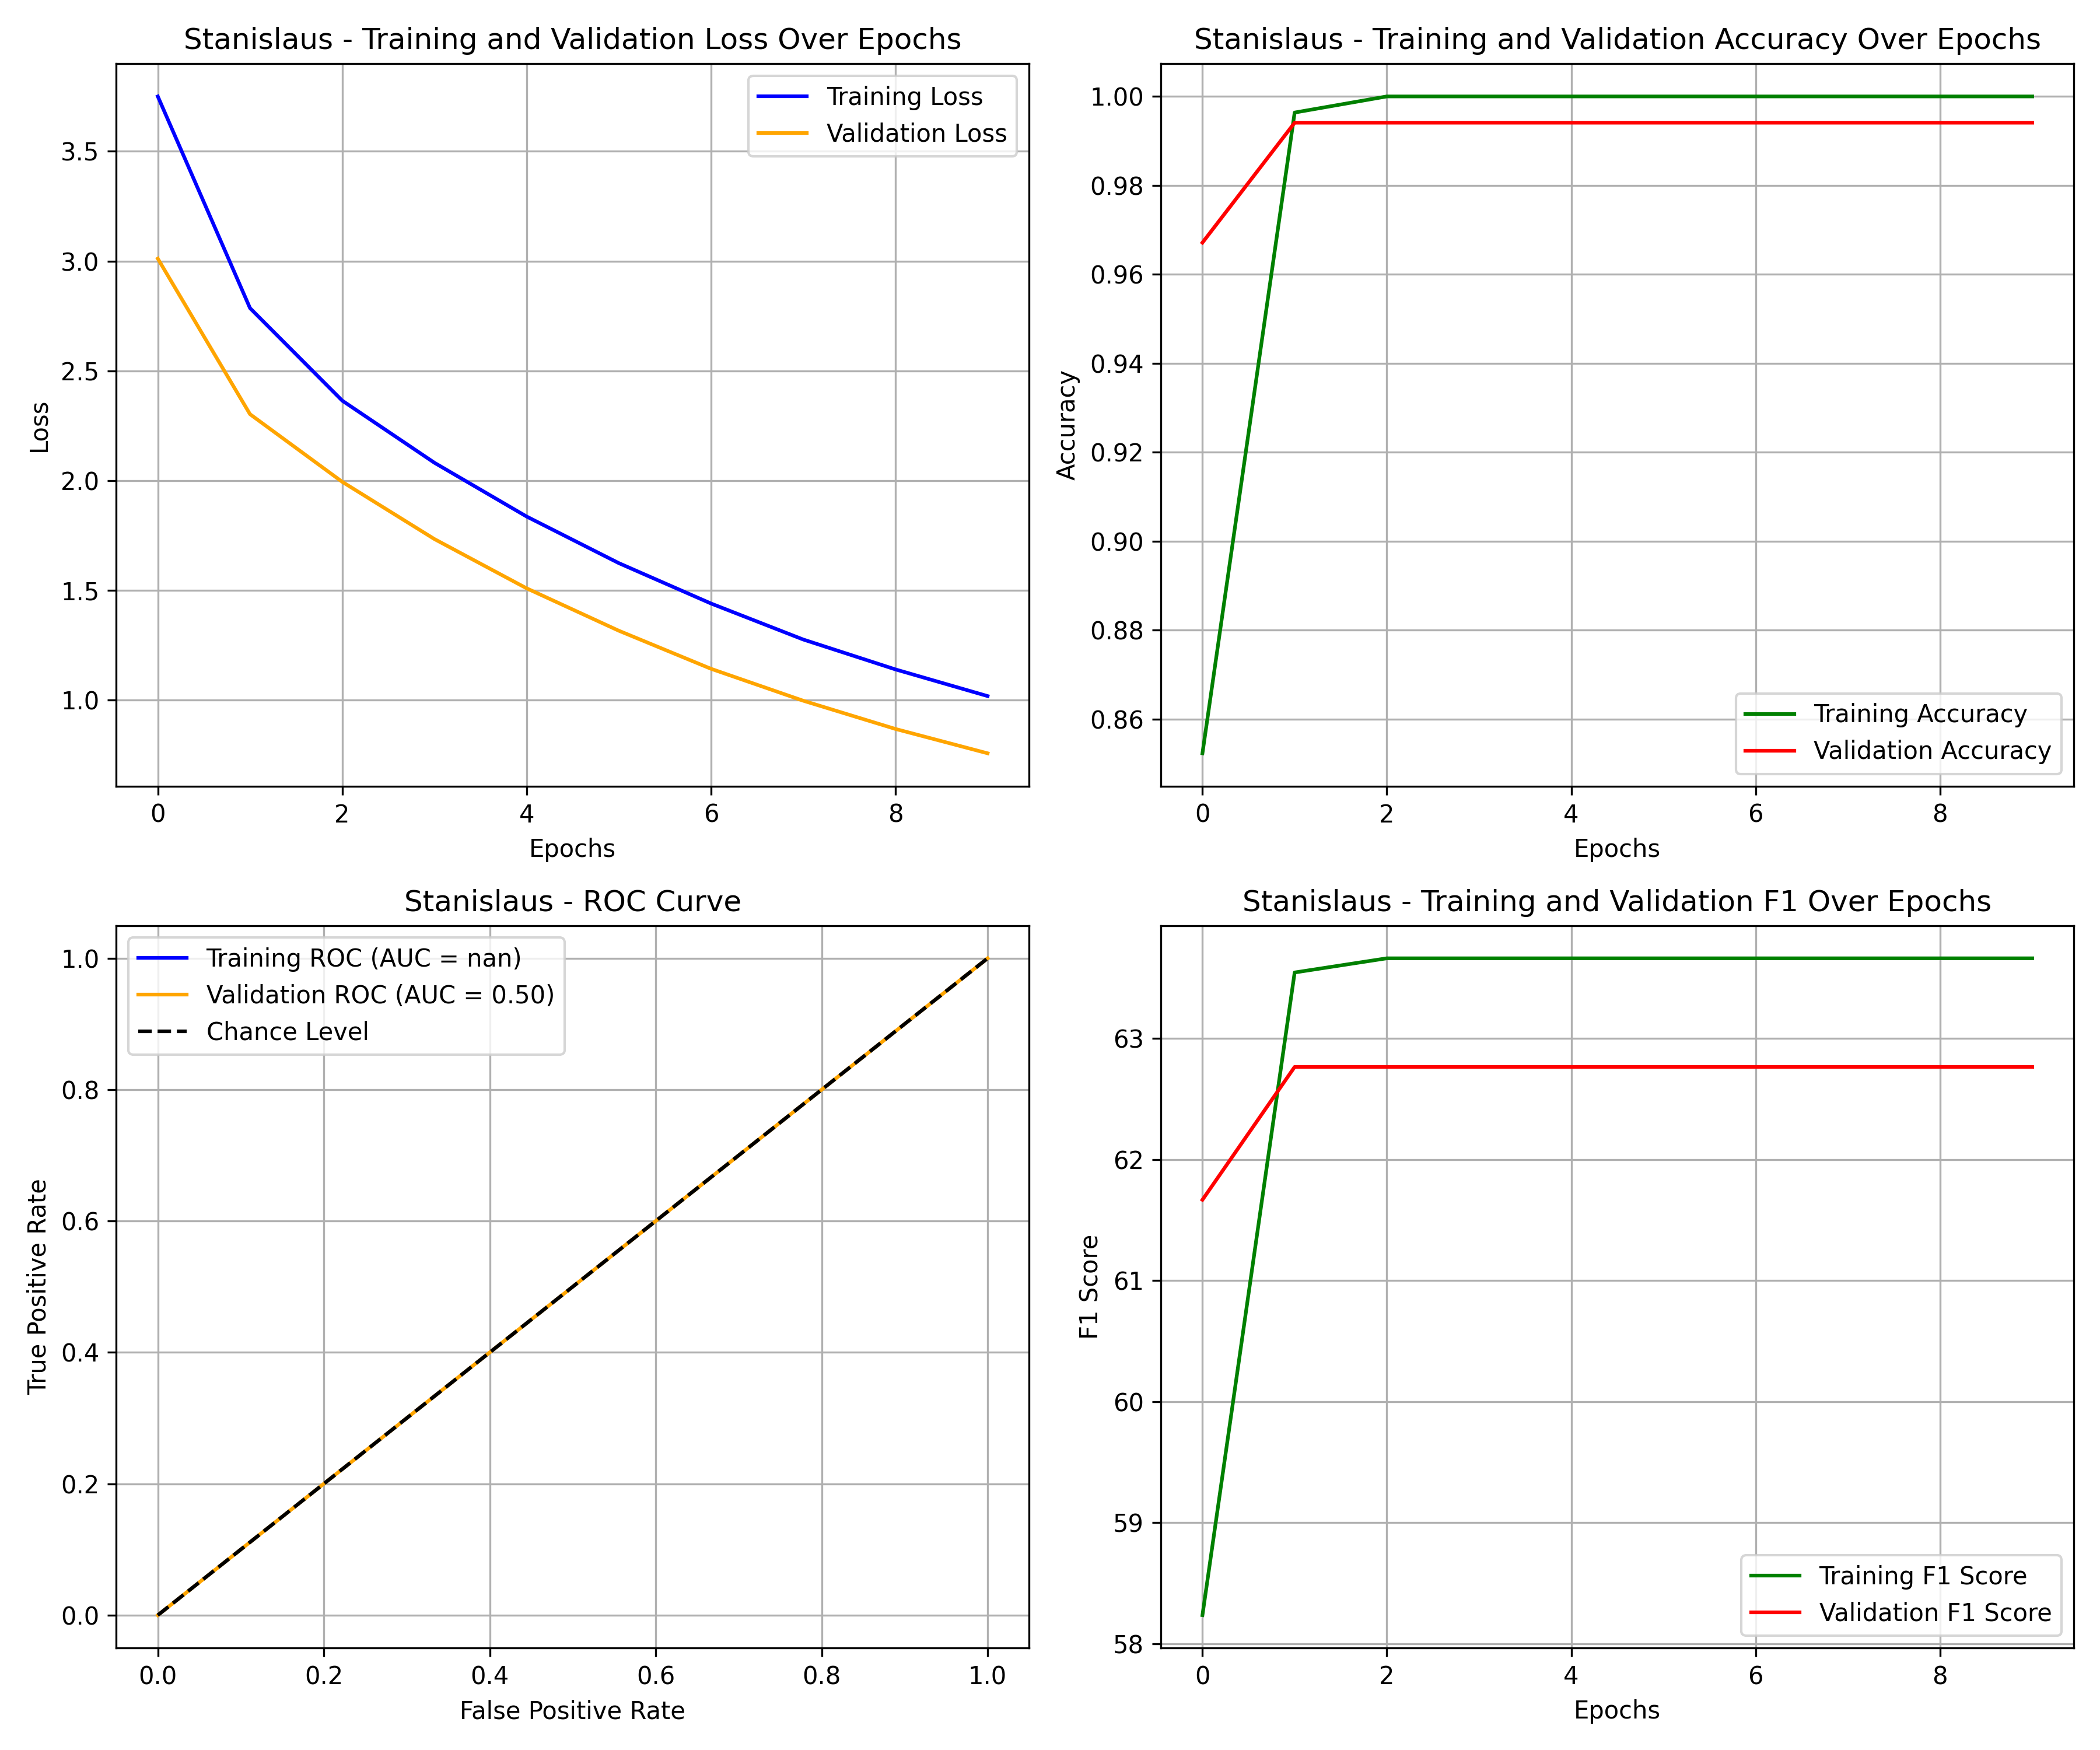 Stanislaus - Training and Validation Loss Over Epochs
Training Loss
Validation Loss
3.5
3.0
2.5
2.0
1.5
1.0
Loss
0 2 4 6 8
Epochs
Stanislaus - Training and Validation Accuracy Over Epochs
1.00
0.98
0.96
0.94
0.92
0.90
0.88
0.86
Accuracy
Training Accuracy
Validation Accuracy
0 2 4 6 8
Epochs
Stanislaus - ROC Curve
Training ROC (AUC = nan)
Validation ROC (AUC = 0.50)
Chance Level
1.0
0.8
0.6
0.4
0.2
0.0
True Positive Rate
0.0 0.2 0.4 0.6 0.8 1.0
False Positive Rate
Stanislaus - Training and Validation F1 Over Epochs
63
62
61
60
59
58
F1 Score
Training F1 Score
Validation F1 Score
0 2 4 6 8
Epochs